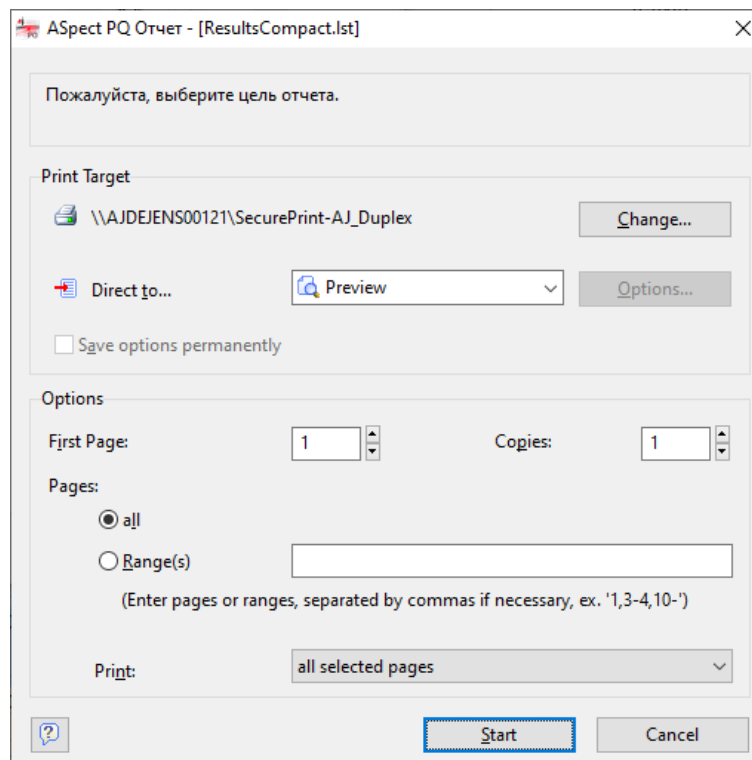 ASpect PQ Отчет - [ResultsCompact.lst]
Пожалуйста, выберите цель отчета.
Print Target
\\AJDEJENS00121\SecurePrint-AJ_Duplex
Change...
Direct to...
Preview
Options...
Save options permanently
Options
First Page:
1
Copies:
1
Pages:
all
Range(s)
(Enter pages or ranges, separated by commas if necessary, ex. '1,3-4,10-')
Print:
all selected pages
Start
Cancel